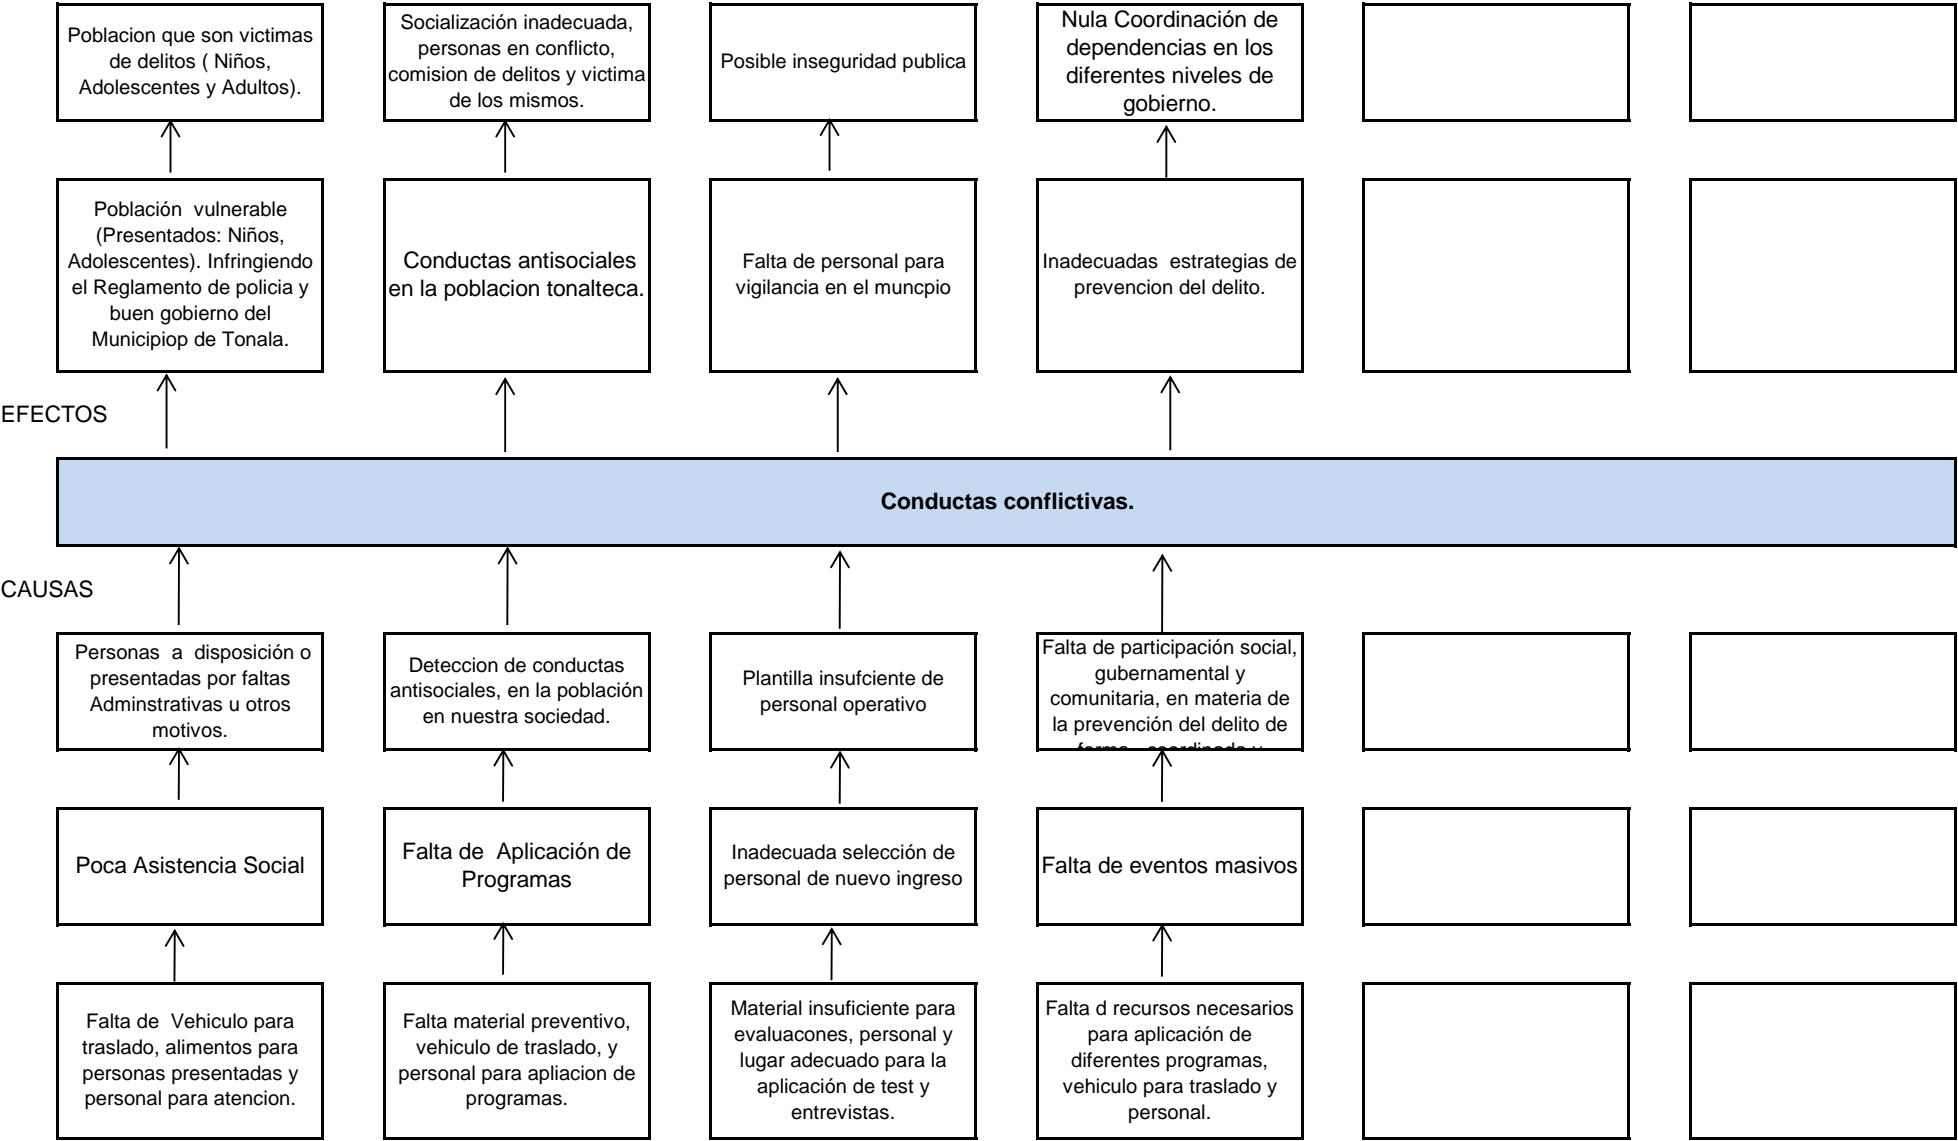 Poblacion que son victimas
de delitos ( Niños,
Adolescentes y Adultos).
Socialización inadecuada,
personas en conflicto,
comision de delitos y victima
de los mismos.
Posible inseguridad publica
Nula Coordinación de
dependencias en los
diferentes niveles de
gobierno.
Población vulnerable
(Presentados: Niños,
Adolescentes). Infringiendo
el Reglamento de policia y
buen gobierno del
Municipiop de Tonala.
Conductas antisociales
en la poblacion tonalteca.
Falta de personal para
vigilancia en el muncpio
Inadecuadas estrategias de
prevencion del delito.
EFECTOS
Conductas conflictivas.
CAUSAS
Personas a disposición o
presentadas por faltas
Adminstrativas u otros
motivos.
Deteccion de conductas
antisociales, en la población
en nuestra sociedad.
Plantilla insufciente de
personal operativo
Falta de participación social,
gubernamental y
comunitaria, en materia de
la prevención del delito de
forma coordinada y
Poca Asistencia Social
Falta de Aplicación de
Programas
Inadecuada selección de
personal de nuevo ingreso
Falta de eventos masivos
Falta de Vehiculo para
traslado, alimentos para
personas presentadas y
personal para atencion.
Falta material preventivo,
vehiculo de traslado, y
personal para apliacion de
programas.
Material insuficiente para
evaluacones, personal y
lugar adecuado para la
aplicación de test y
entrevistas.
Falta d recursos necesarios
para aplicación de
diferentes programas,
vehiculo para traslado y
personal.